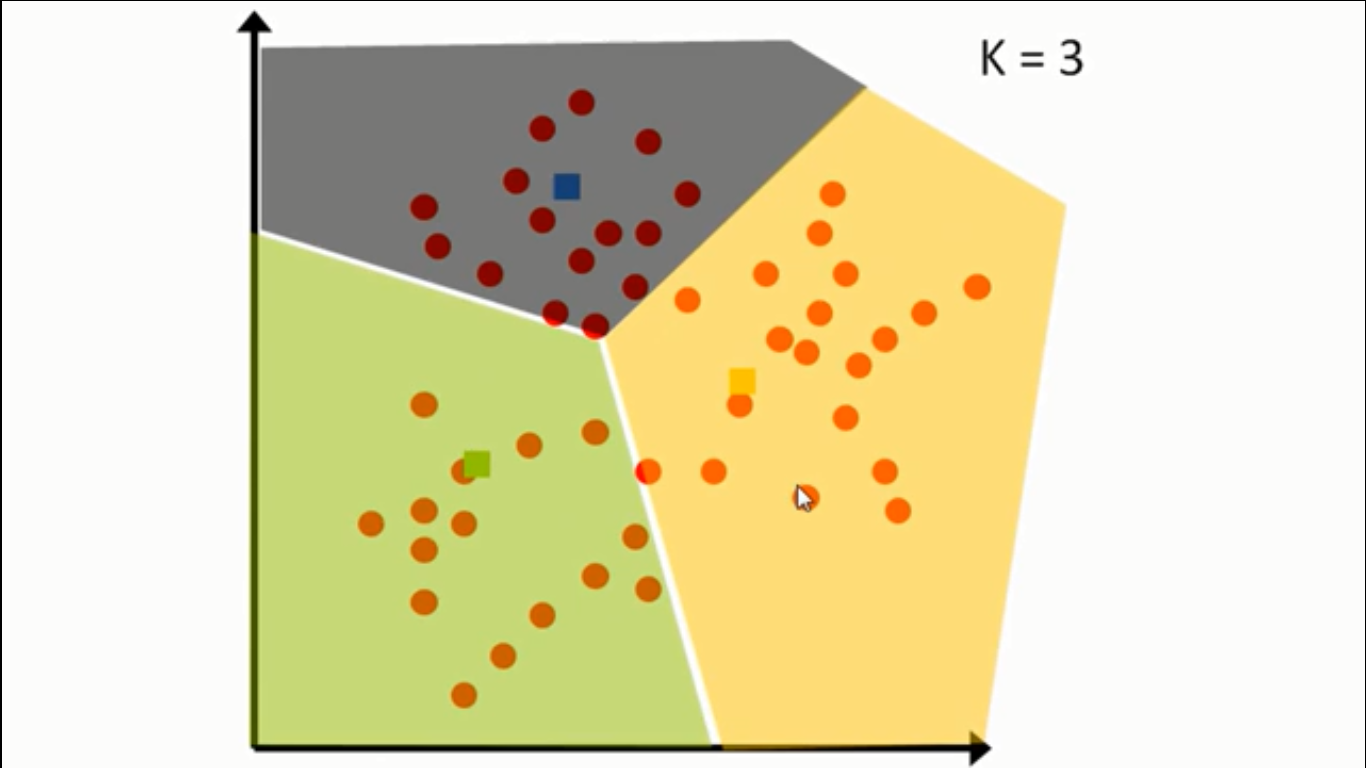 K = 3